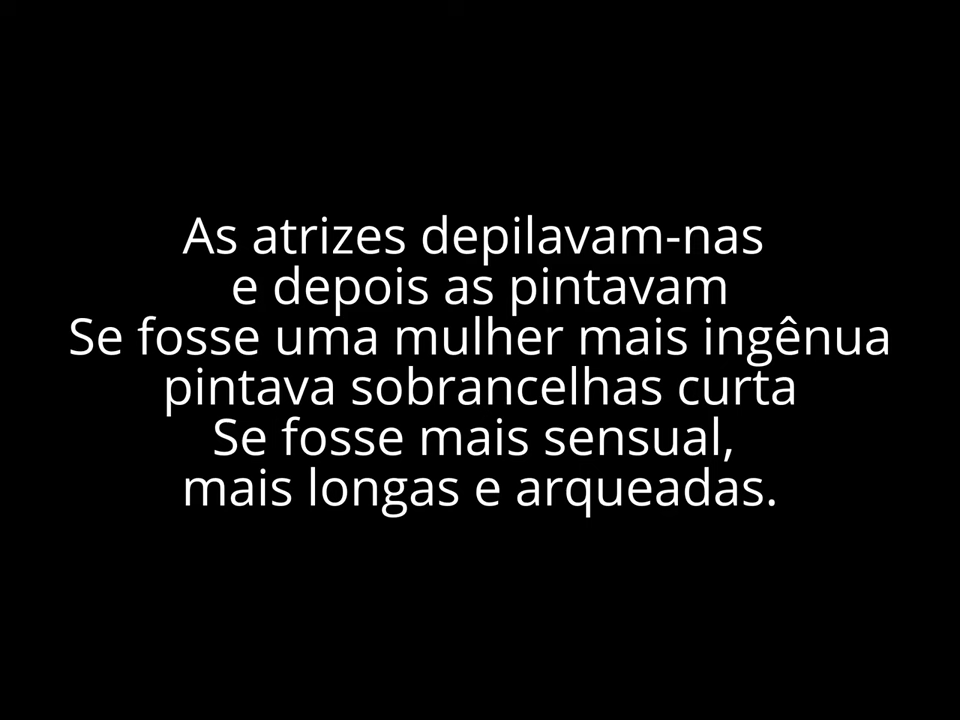 As atrizes depilavam-nas
e depois as pintavam
Se fosse uma mulher mais ingênua
pintava sobrancelhas curta
Se fosse mais sensual,
mais longas e arqueadas.